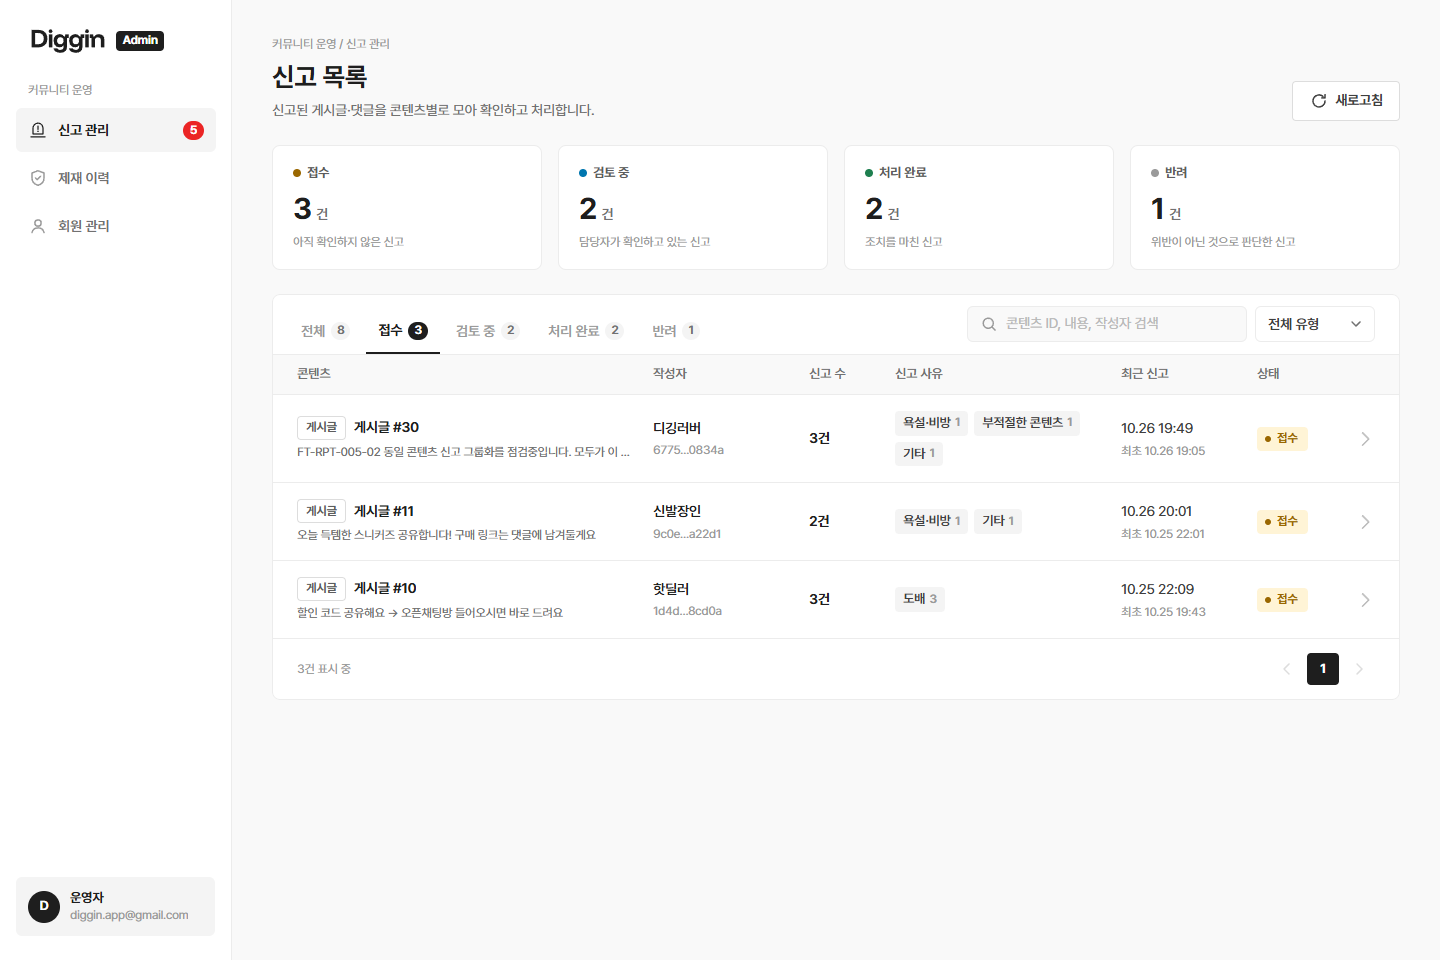 Diggin Admin
커뮤니티 운영
신고 관리 5
제재 이력
회원 관리
D
운영자
diggin.app@gmail.com
커뮤니티 운영 / 신고 관리
신고 목록
신고된 게시글·댓글을 콘텐츠별로 모아 확인하고 처리합니다.
새로고침
접수
3 건
아직 확인하지 않은 신고
검토 중
2 건
담당자가 확인하고 있는 신고
처리 완료
2 건
조치를 마친 신고
반려
1 건
위반이 아닌 것으로 판단한 신고
전체 8 접수 3 검토 중 2 처리 완료 2 반려 1
콘텐츠 ID, 내용, 작성자 검색
전체 유형
콘텐츠 작성자 신고 수 신고 사유 최근 신고 상태
게시글 게시글 #30
FT-RPT-005-02 동일 콘텐츠 신고 그룹화를 점검중입니다. 모두가 이 ...
디깅러버
6775...0834a
3건
욕설·비방 1 부적절한 콘텐츠 1
기타 1
10.26 19:49
최초 10.26 19:05
접수
게시글 게시글 #11
오늘 득템한 스니커즈 공유합니다! 구매 링크는 댓글에 남겨둘게요
신발장인
9c0e...a22d1
2건
욕설·비방 1 기타 1
10.26 20:01
최초 10.25 22:01
접수
게시글 게시글 #10
할인 코드 공유해요 → 오픈채팅방 들어오시면 바로 드려요
핫딜러
1d4d...8cd0a
3건
도배 3
10.25 22:09
최초 10.25 19:43
접수
3건 표시 중
1